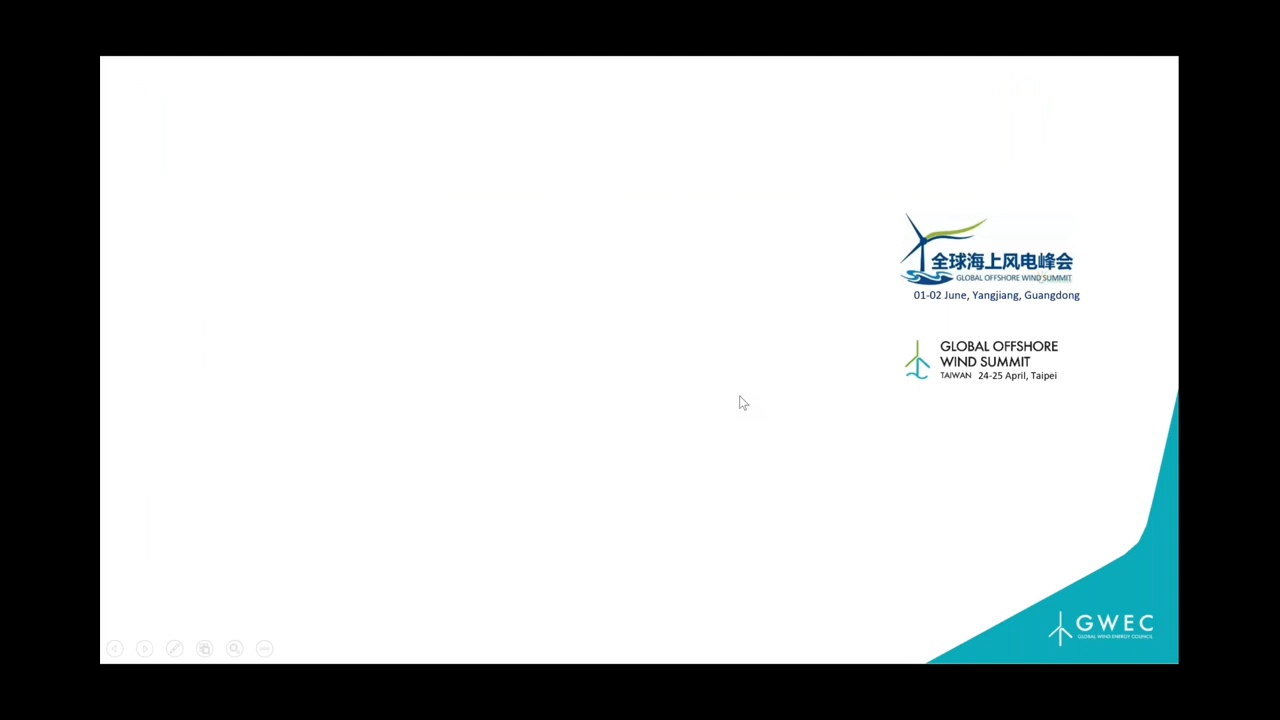 全球海上风电峰会
GLOBAL OFFSHORE WIND SUMMIT
01-02 June, Yangjiang, Guangdong
GLOBAL OFFSHORE
WIND SUMMIT
TAIWAN 24-25 April, Taipei
GWEC
GLOBAL WIND ENERGY COUNCIL